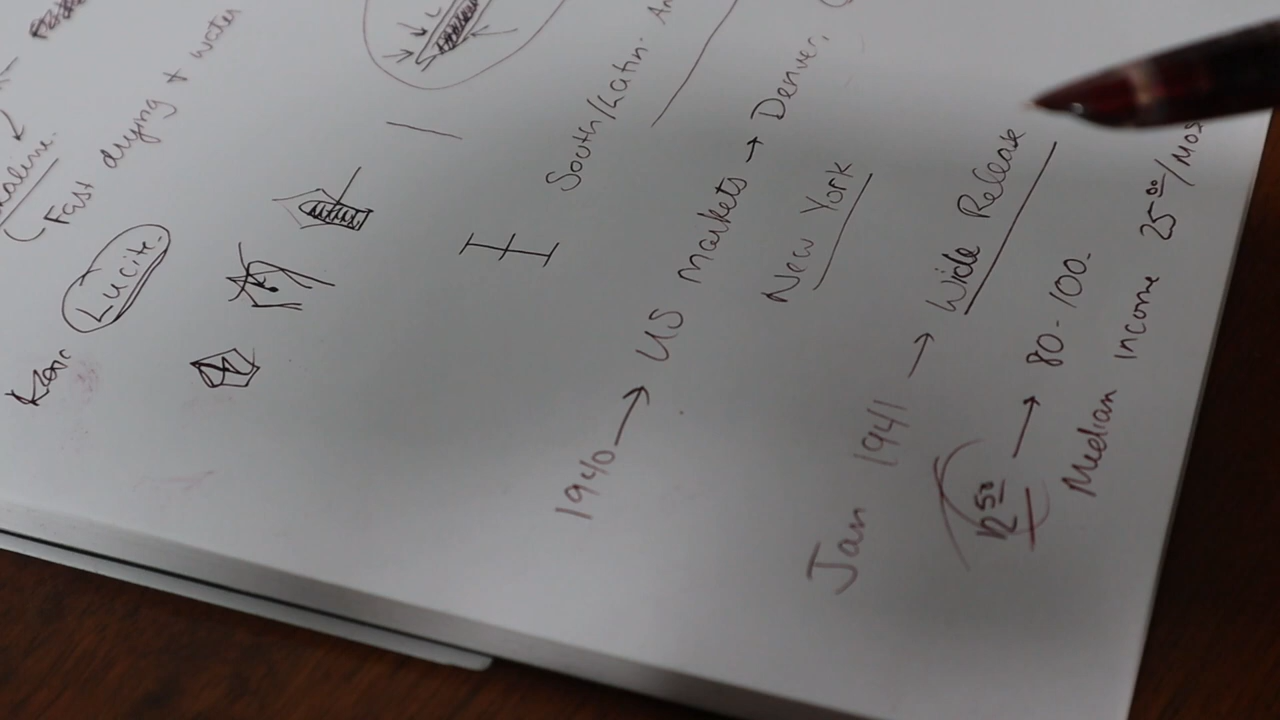 Fast drying + water
Lucite.
South/Latin.
1940 → US Markets → Denver,
New York
Jan 1941 → Wide Release
12 50 → 80-100.
Median income 25 00/Mos